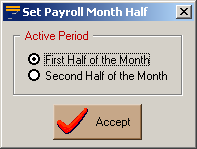 Set Payroll Month Half
Active Period
First Half of the Month
Second Half of the Month
Accept